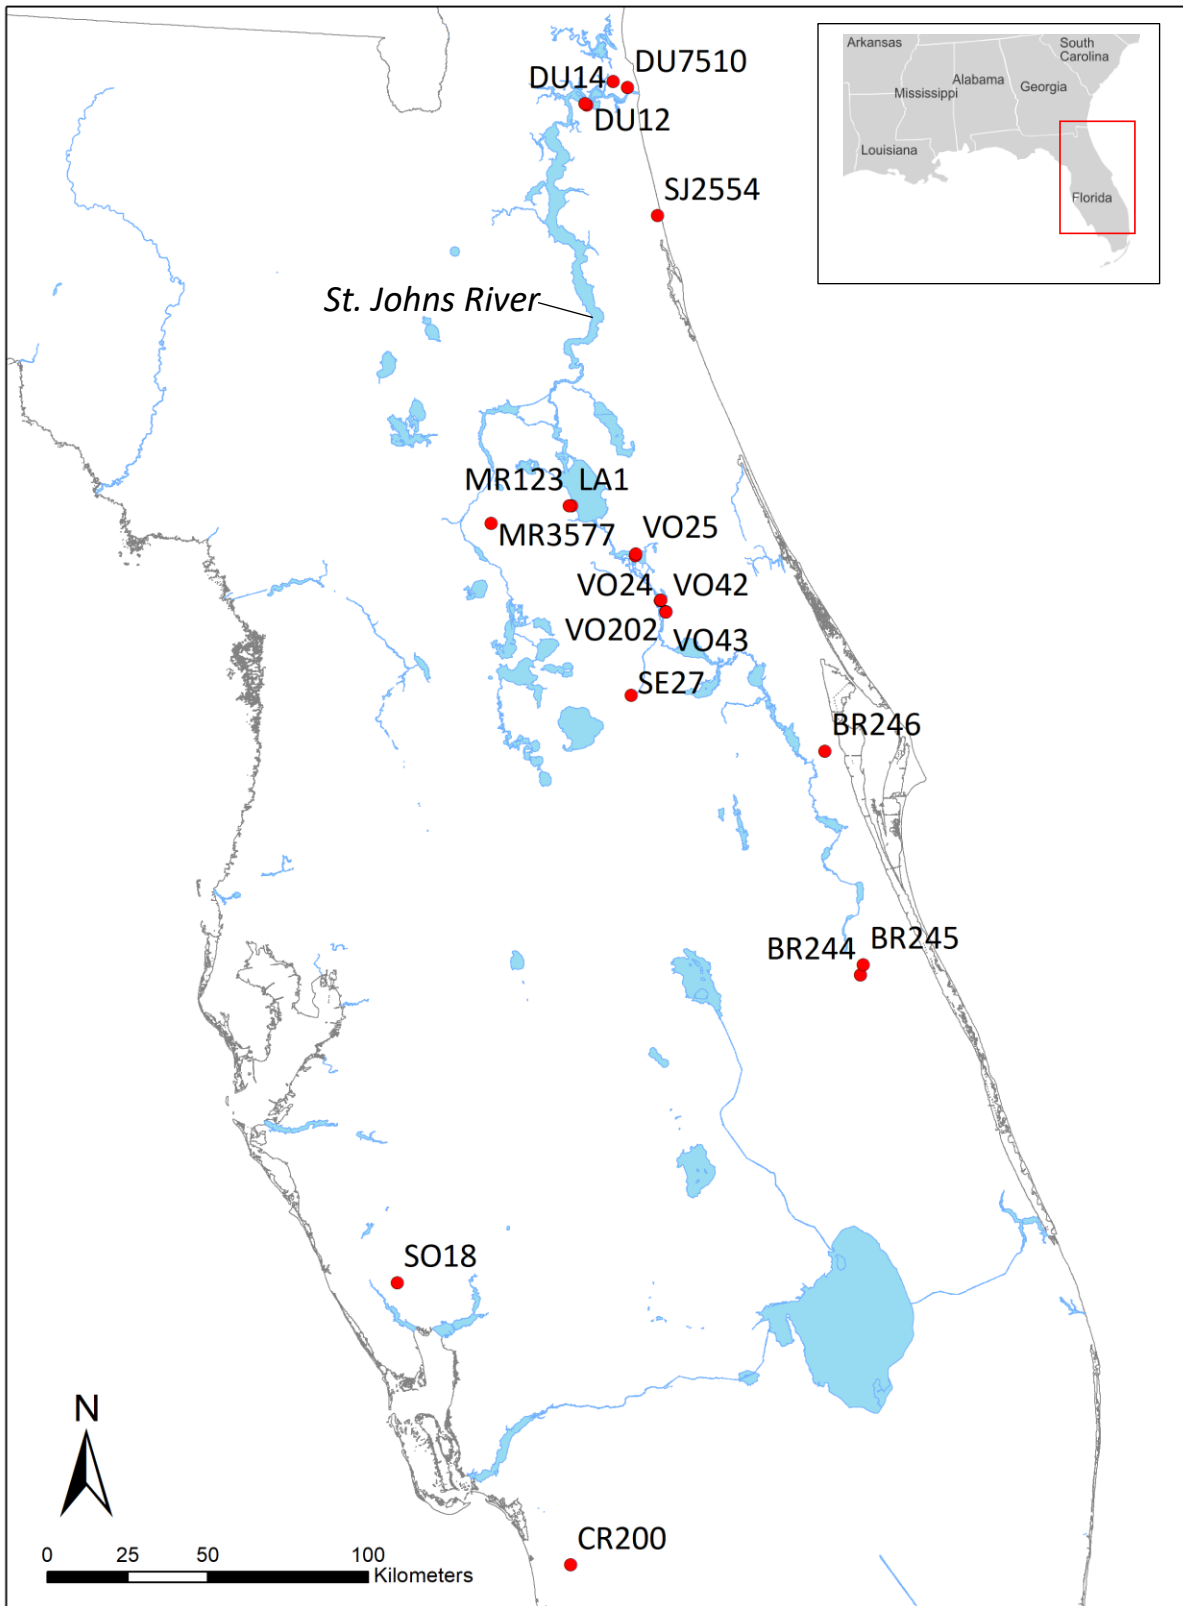 Arkansas
South
Carolina
Alabama
Mississippi
Georgia
Louisiana
Florida
DU7510
DU14
DU12
SJ2554
St. Johns River
MR123
LA1
MR3577
VO25
VO24
VO42
VO202
VO43
SE27
BR246
BR245
BR244
SO18
N
CR200
0 25 50 100
Kilometers